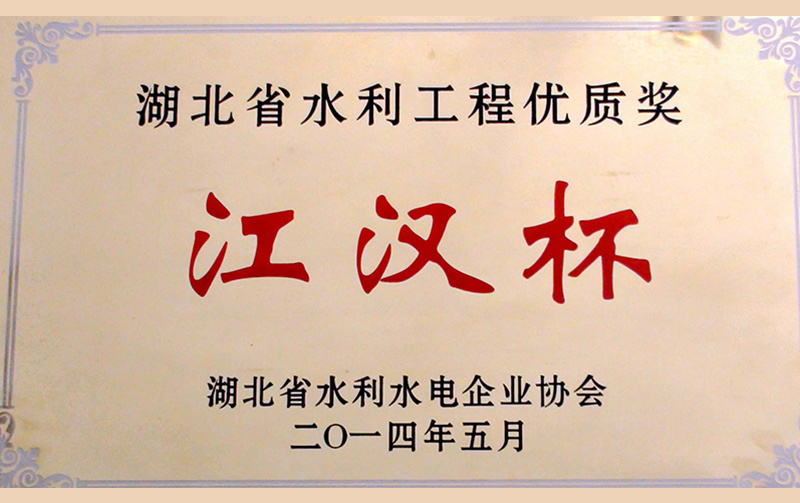 湖北省水利工程优质奖
江汉杯
湖北省水利水电企业协会
二〇一四年五月